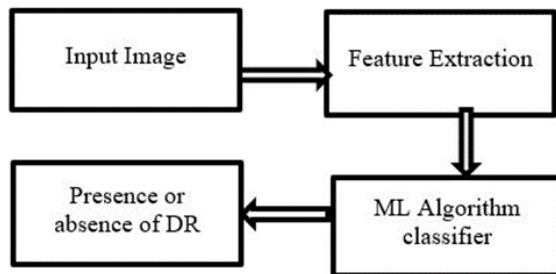 Input Image
Feature Extraction
ML Algorithm
classifier
Presence or
absence of DR